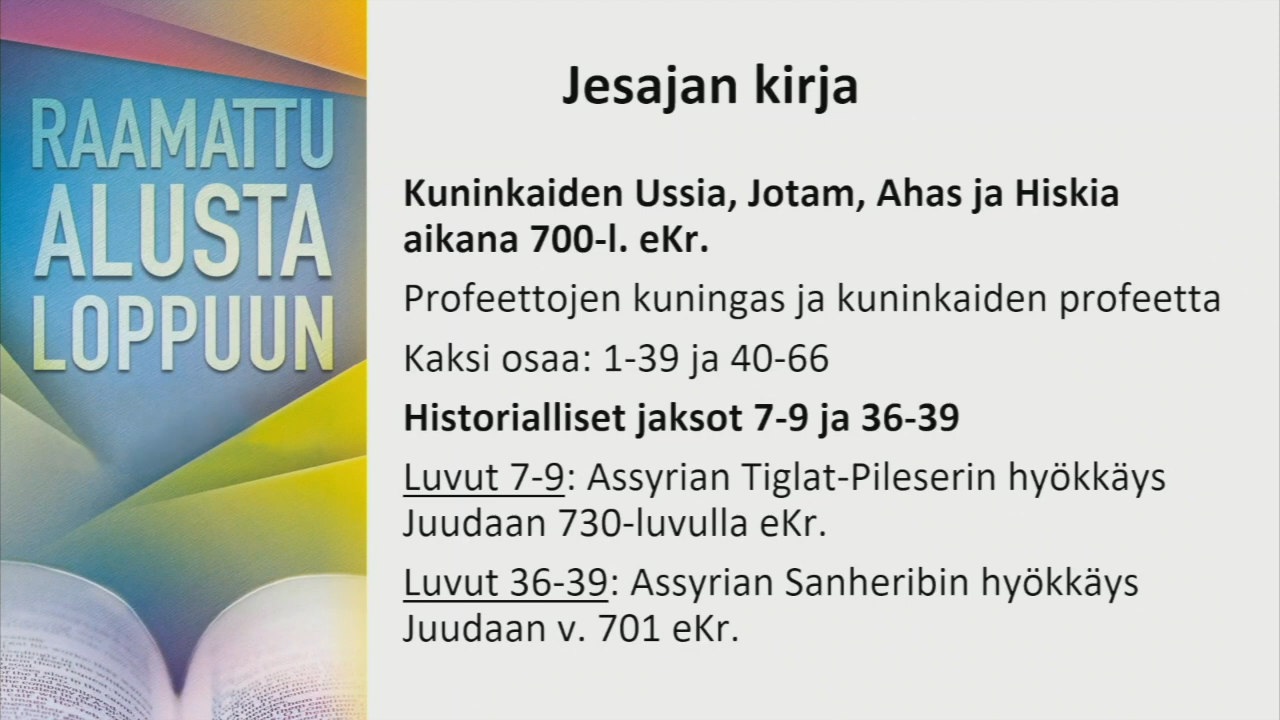 RAAMATTU
ALUSTA
LOPPUUN
Jesajan kirja
Kuninkaiden Ussia, Jotam, Ahas ja Hiskia
aikana 700-l. eKr.
Profeettojen kuningas ja kuninkaiden profeetta
Kaksi osaa: 1-39 ja 40-66
Historialliset jaksot 7-9 ja 36-39
Luvut 7-9: Assyrian Tiglat-Pileserin hyökkäys
Juudaan 730-luvulla eKr.
Luvut 36-39: Assyrian Sanheribin hyökkäys
Juudaan v. 701 eKr.